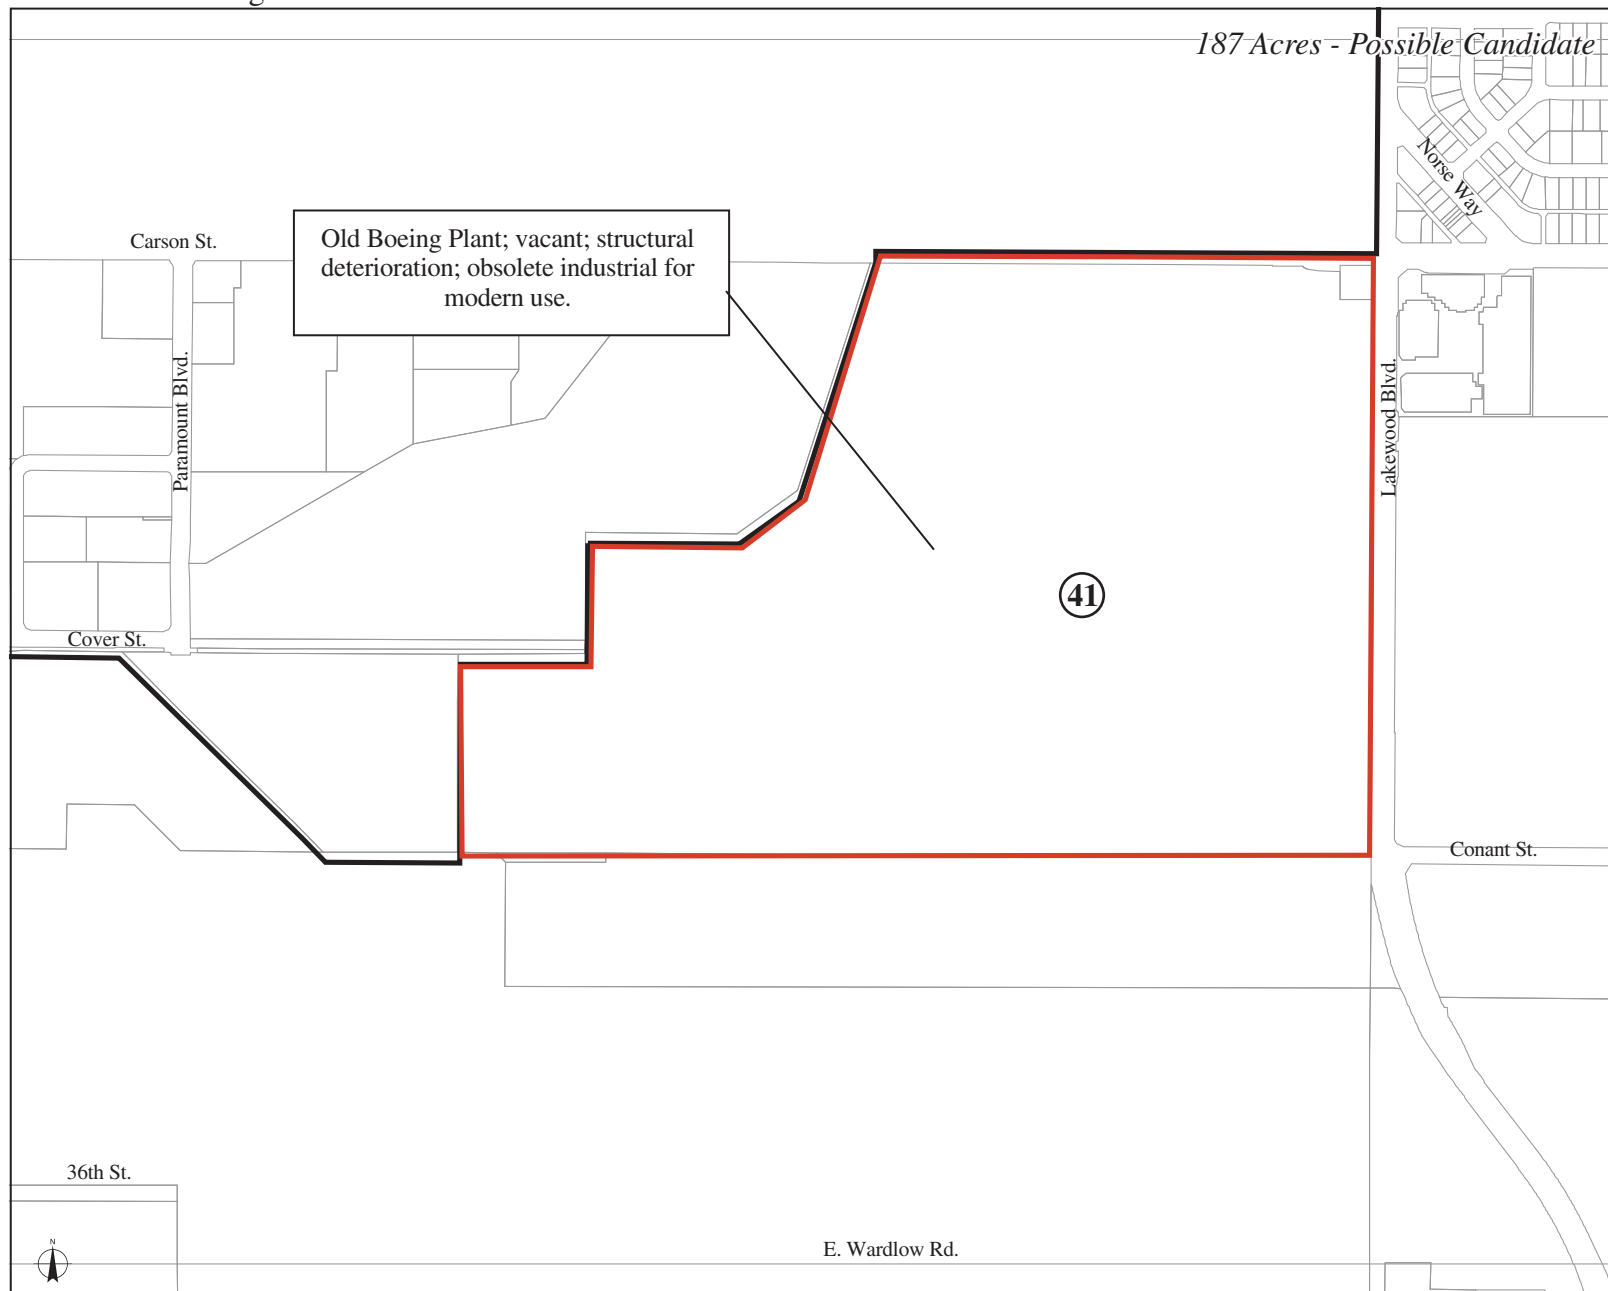 187 Acres - Possible Candidate
Norse Way
Carson St.
Old Boeing Plant; vacant; structural
deterioration; obsolete industrial for
modern use.
Paramount Blvd.
Lakewood Blvd.
41
Cover St.
Conant St.
36th St.
N
E. Wardlow Rd.